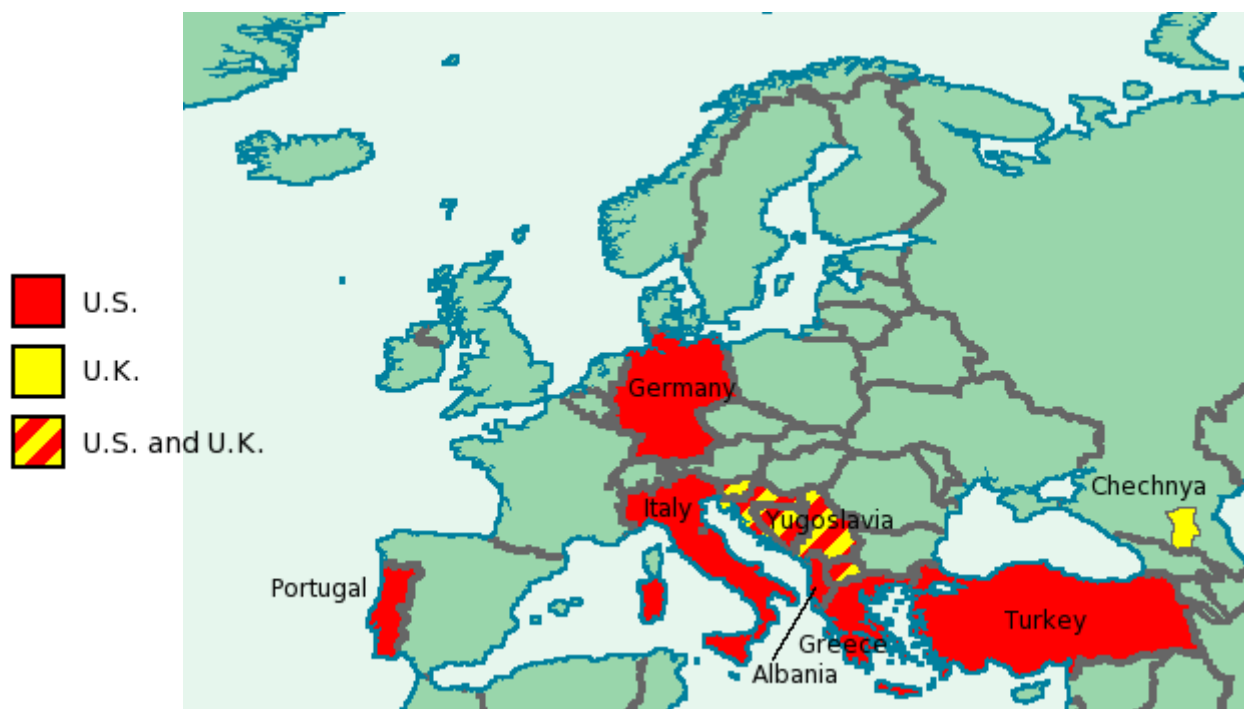 U.S.
U.K.
U.S. and U.K.
Germany
Chechnya
Italy
Yugoslavia
Portugal
Turkey
Greece
Albania